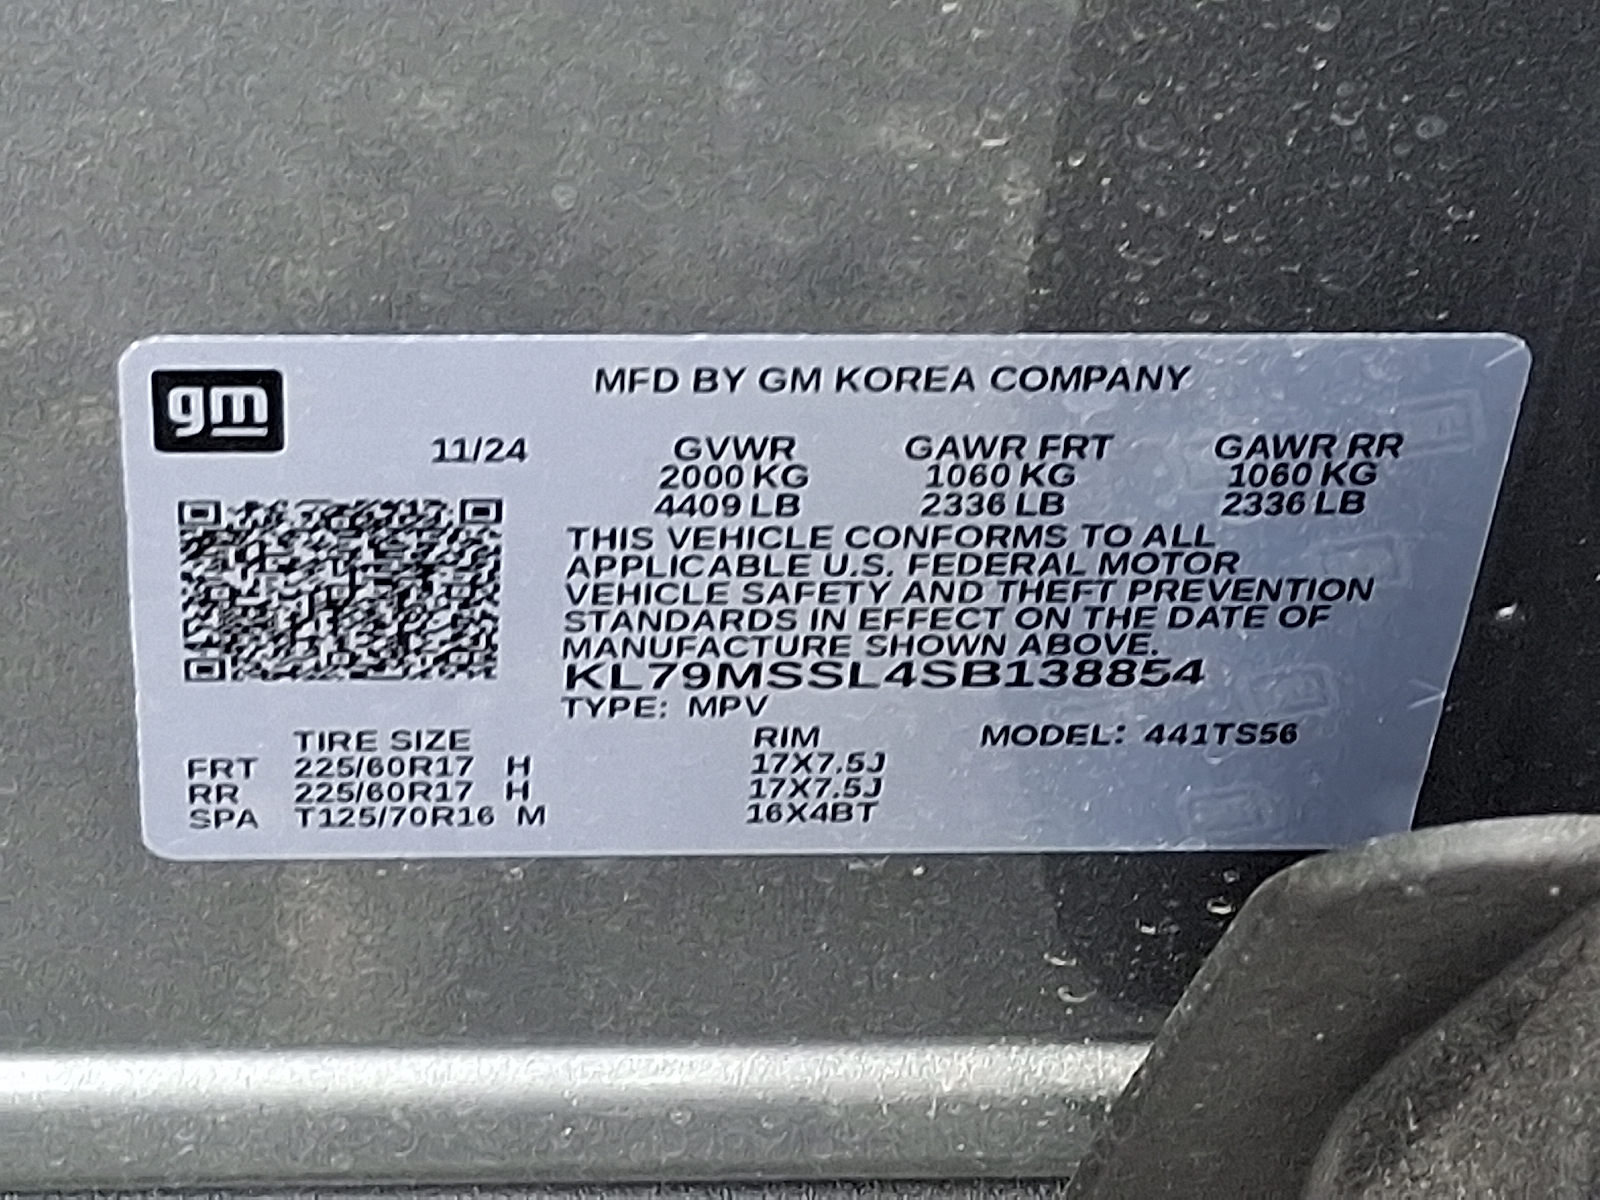 gm
MFD BY GM KOREA COMPANY
11/24 GVWR GAWR FRT GAWR RR
2000 KG 1060 KG 1060 KG
4409 LB 2336 LB 2336 LB
THIS VEHICLE CONFORMS TO ALL
APPLICABLE U.S. FEDERAL MOTOR
VEHICLE SAFETY AND THEFT PREVENTION
STANDARDS IN EFFECT ON THE DATE OF
MANUFACTURE SHOWN ABOVE.
KL79MSSL4SB138854
TYPE: MPV
TIRE SIZE RIM MODEL: 441TS56
FRT 225/60R17 H 17X7.5J
RR 225/60R17 H 17X7.5J
SPA T125/70R16 M 16X4BT